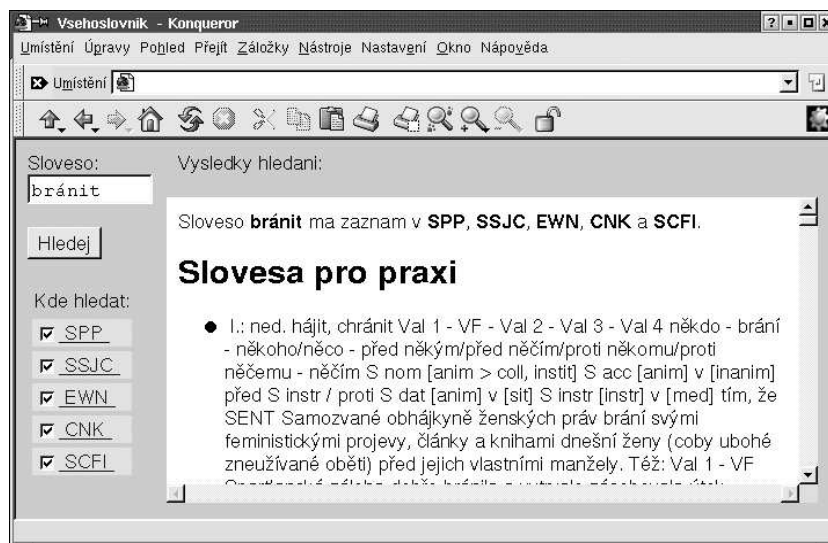 Vsehoslovnik - Konqueror
Umístění Úpravy Pohled Přejít Záložky Nástroje Nastavení Okno Nápověda
Umístění
Sloveso:
bránit
Hledej
Kde hledat:
SPP
SSJC
EWN
CNK
SCFI
Vysledky hledani:
Sloveso bránit ma zaznam v SPP, SSJC, EWN, CNK a SCFI.
Slovesa pro praxi
● I.: ned. hájit, chránit Val 1 - VF - Val 2 - Val 3 - Val 4 někdo - brání
- někoho/něco - před někým/před něčím/proti někomu/proti
něčemu - něčím S nom [anim > coll, instit] S acc [anim] v [inanim]
před S instr / proti S dat [anim] v [sit] S instr [instr] v [med] tím, že
SENT Samozvané obhájkyně ženských práv brání svými
feministickými projevy, články a knihami dnešní ženy (coby ubohé
zneužívané oběti) před jejich vlastními manžely. Též: Val 1 - VF